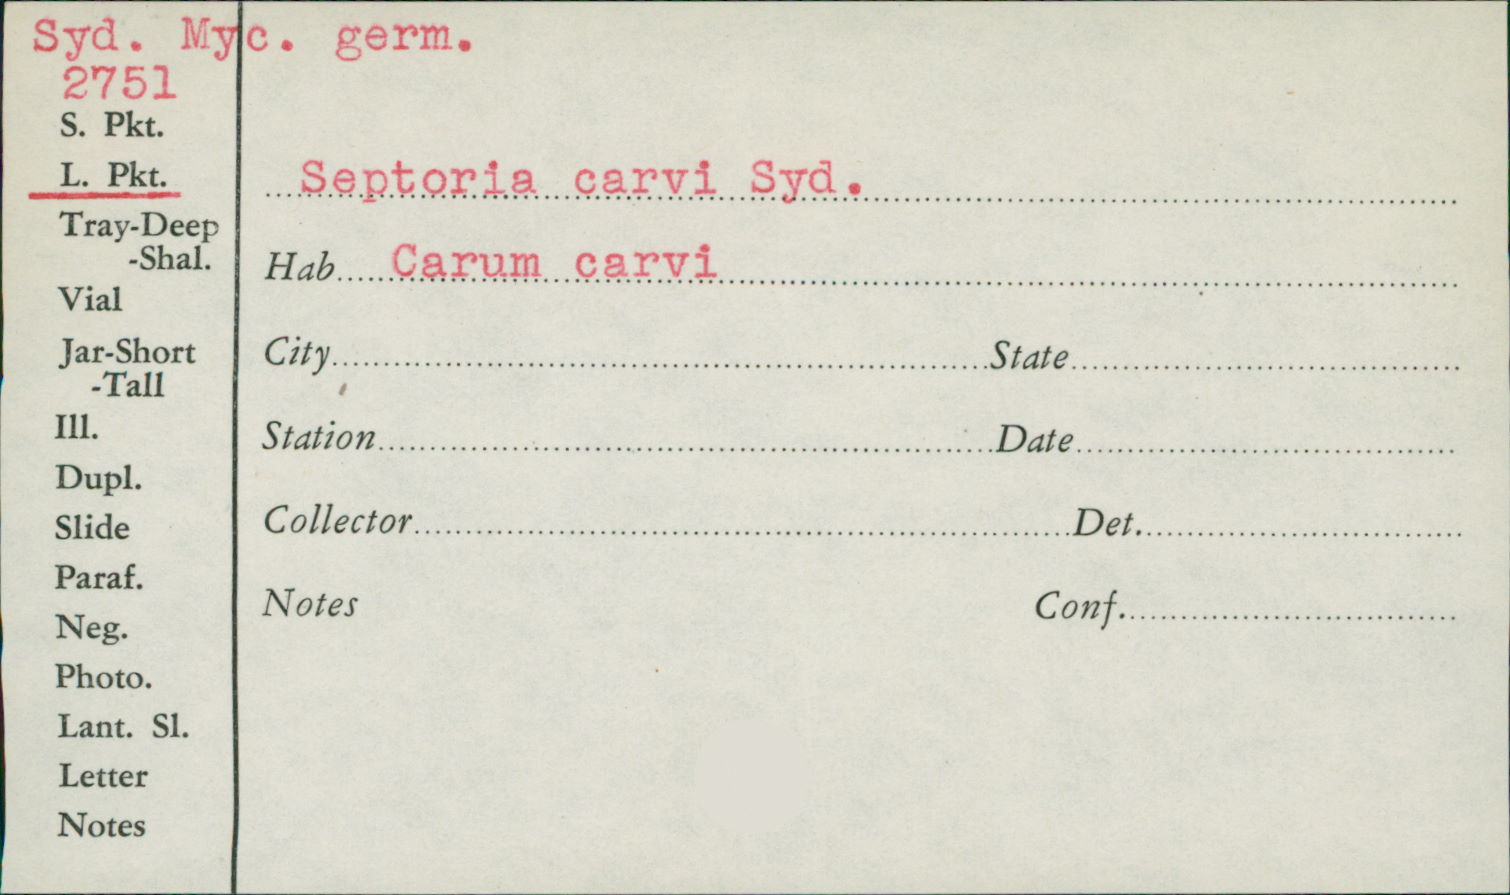 Syd. Myc. germ.
2751
S. Pkt.
L. Pkt.
Tray-Deep
-Shal.
Vial
Jar-Short
-Tall
Ill.
Dupl.
Slide
Paraf.
Neg.
Photo.
Lant. Sl.
Letter
Notes
Septoria carvi Syd.
Hab. Carum carvi
City State
Station Date
Collector Det.
Notes Conf.